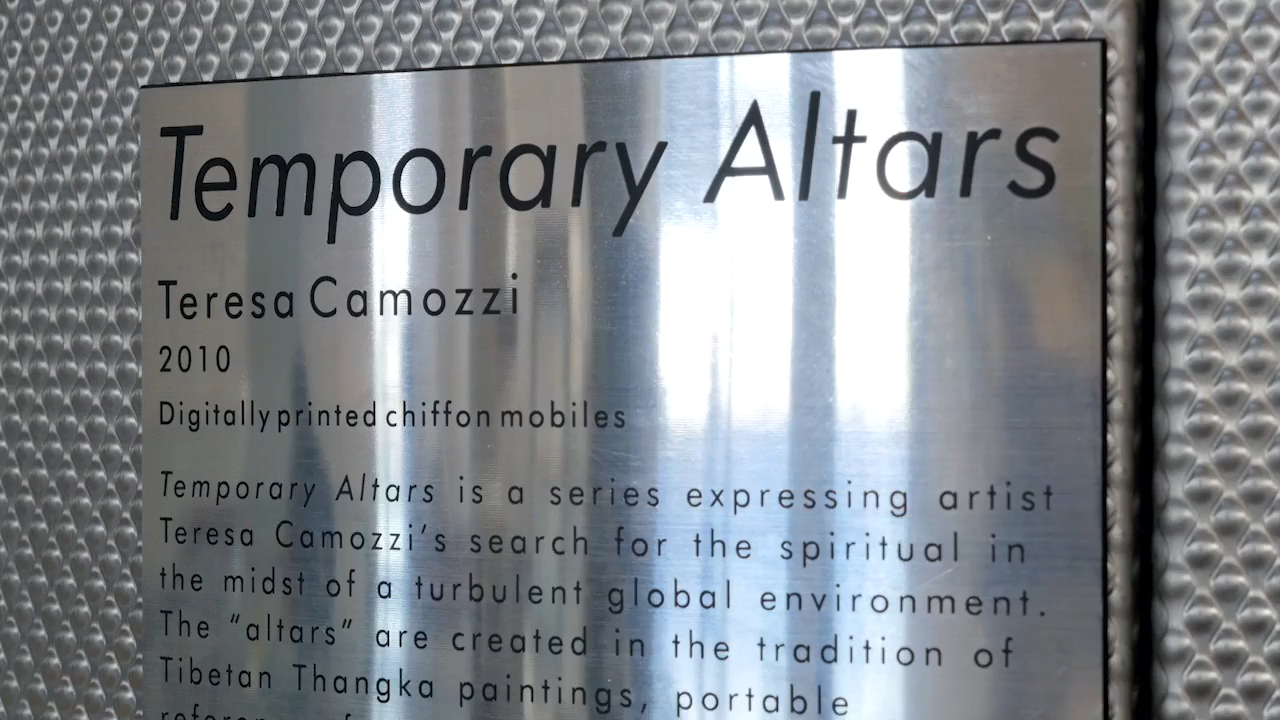 Temporary Altars
Teresa Camozzi
2010
Digitally printed chiffon mobiles
Temporary Altars is a series expressing artist
Teresa Camozzi's search for the spiritual in
the midst of a turbulent global environment.
The "altars" are created in the tradition of
Tibetan Thangka paintings, portable